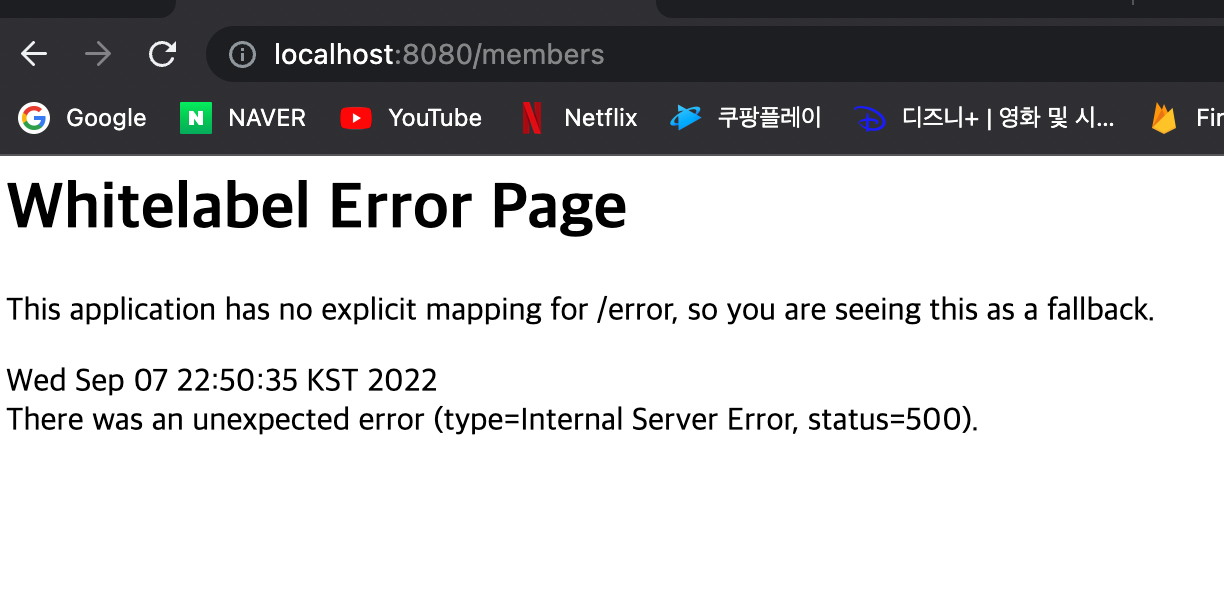 localhost:8080/members
Google NAVER YouTube Netflix 쿠팡플레이 디즈니+ | 영화 및 시... Fir
Whitelabel Error Page
This application has no explicit mapping for /error, so you are seeing this as a fallback.
Wed Sep 07 22:50:35 KST 2022
There was an unexpected error (type=Internal Server Error, status=500).